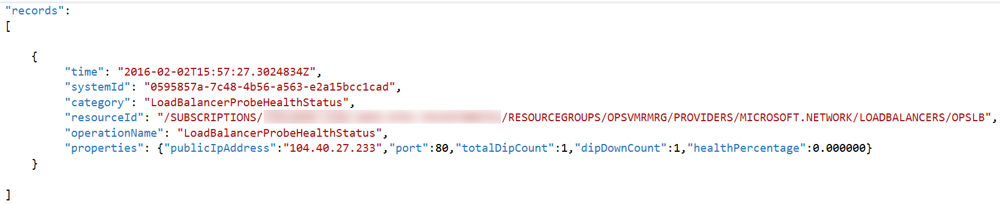 "records":
[
{
"time": "2016-02-02T15:57:27.3024834Z",
"systemId": "0595857a-7c48-4b56-a563-e2a15bcc1cad",
"category": "LoadBalancerProbeHealthStatus",
"resourceId": "/SUBSCRIPTIONS/ /RESOURCEGROUPS/OPSVMRMRG/PROVIDERS/MICROSOFT.NETWORK/LOADBALANCERS/OPSLB",
"operationName": "LoadBalancerProbeHealthStatus",
"properties": {"publicIpAddress":"104.40.27.233","port":80,"totalDipCount":1,"dipDownCount":1,"healthPercentage":0.000000}
}
]